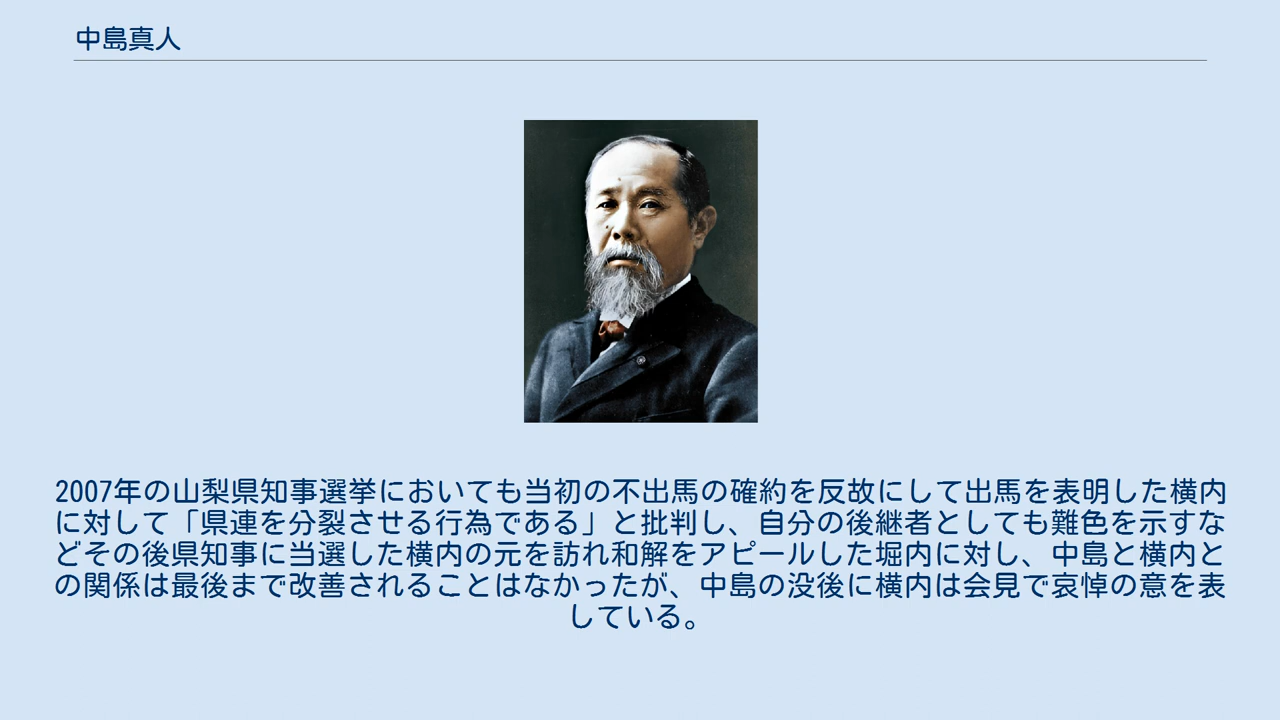 中島真人
2007年の山梨県知事選挙においても当初の不出馬の確約を反故にして出馬を表明した横内
に対して「県連を分裂させる行為である」と批判し、自分の後継者としても難色を示すな
どその後県知事に当選した横内の元を訪れ和解をアピールした堀内に対し、中島と横内と
の関係は最後まで改善されることはなかったが、中島の没後に横内は会見で哀悼の意を表
している。